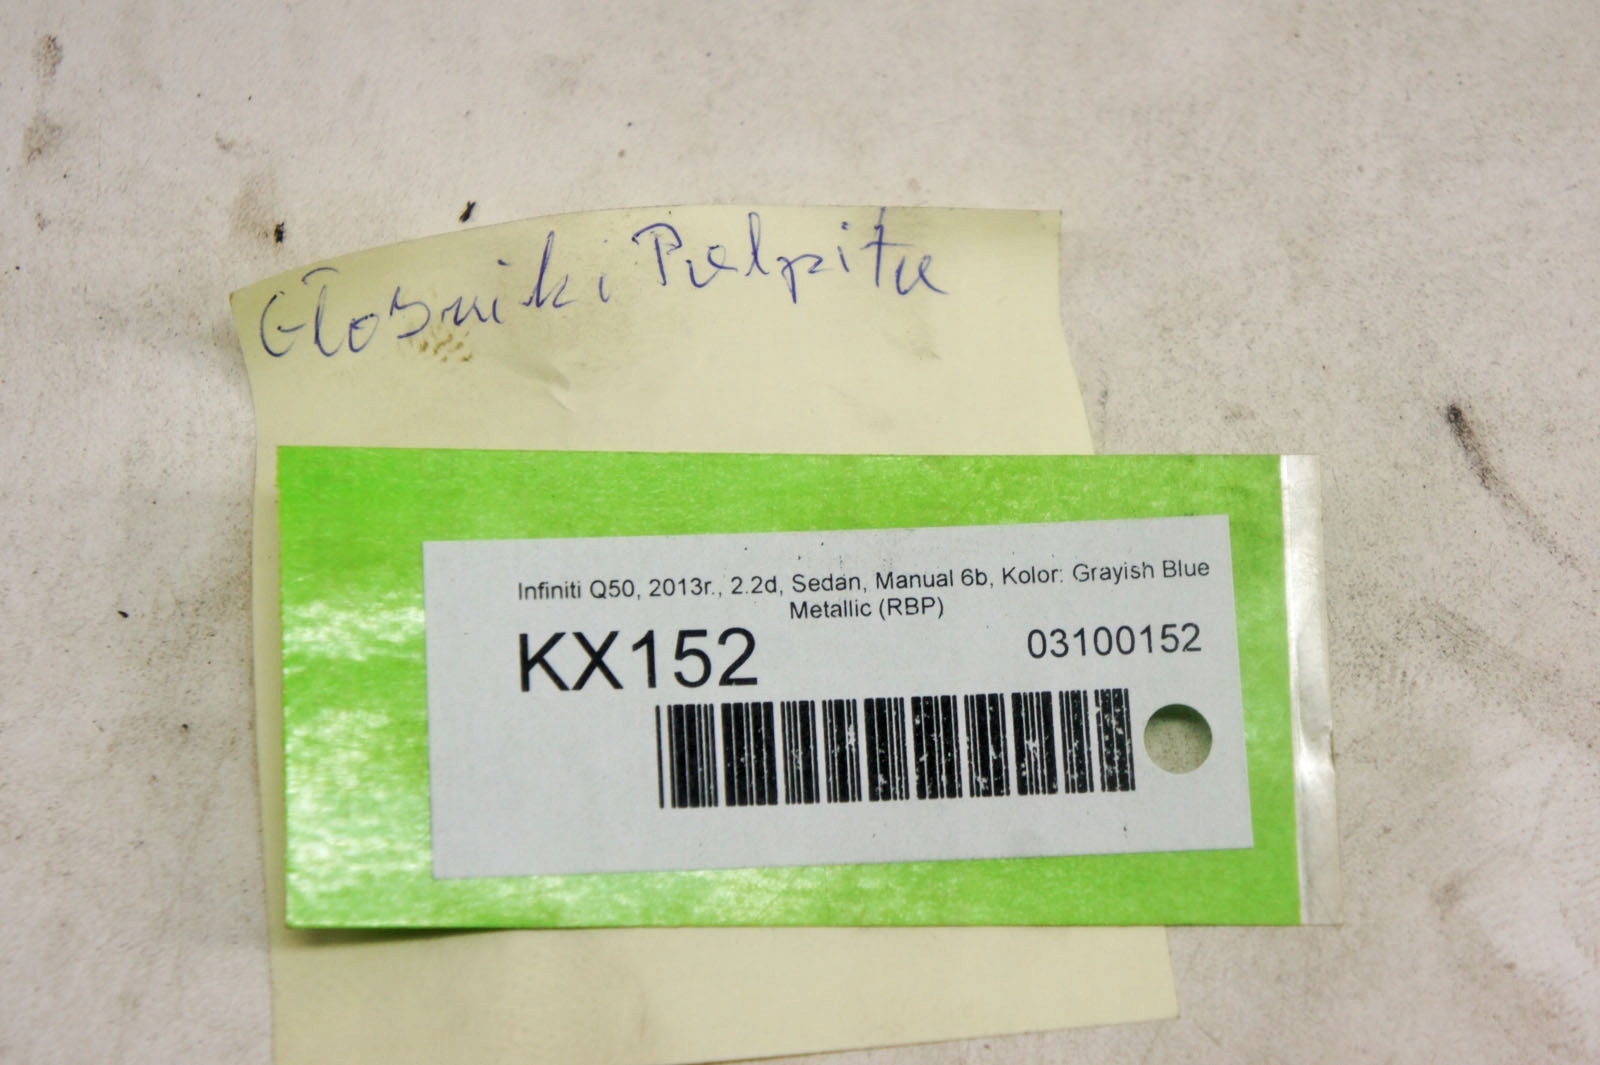 Głośniki Pulpitu
Infiniti Q50, 2013r., 2.2d, Sedan, Manual 6b, Kolor: Grayish Blue
Metallic (RBP)
KX152
03100152